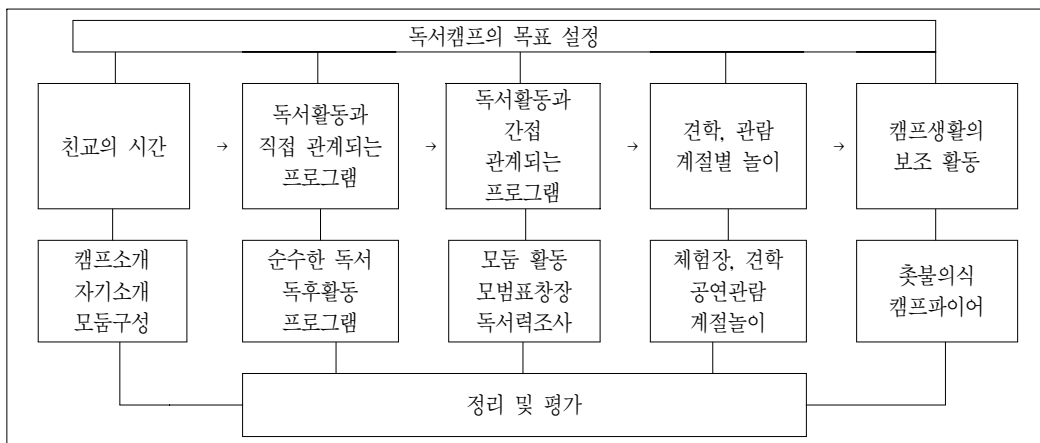 독서캠프의 목표 설정
친교의 시간
→
독서활동과
직접 관계되는
프로그램
→
독서활동과
간접
관계되는
프로그램
→
견학, 관람
계절별 놀이
→
캠프생활의
보조 활동
캠프소개
자기소개
모둠구성
순수한 독서
독후활동
프로그램
모둠 활동
모범표창장
독서력조사
체험장, 견학
공연관람
계절놀이
촛불의식
캠프파이어
정리 및 평가